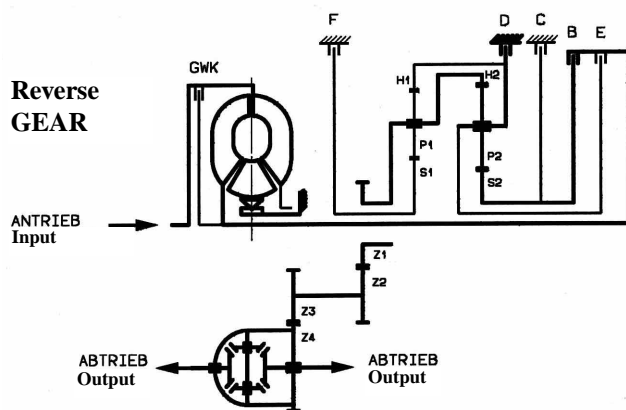 F
D
C
B
E
GWK
Reverse
GEAR
H1
H2
P1
P2
S1
S2
ANTRIEB
Input
Z1
Z2
Z3
Z4
ABTRIEB
Output
ABTRIEB
Output